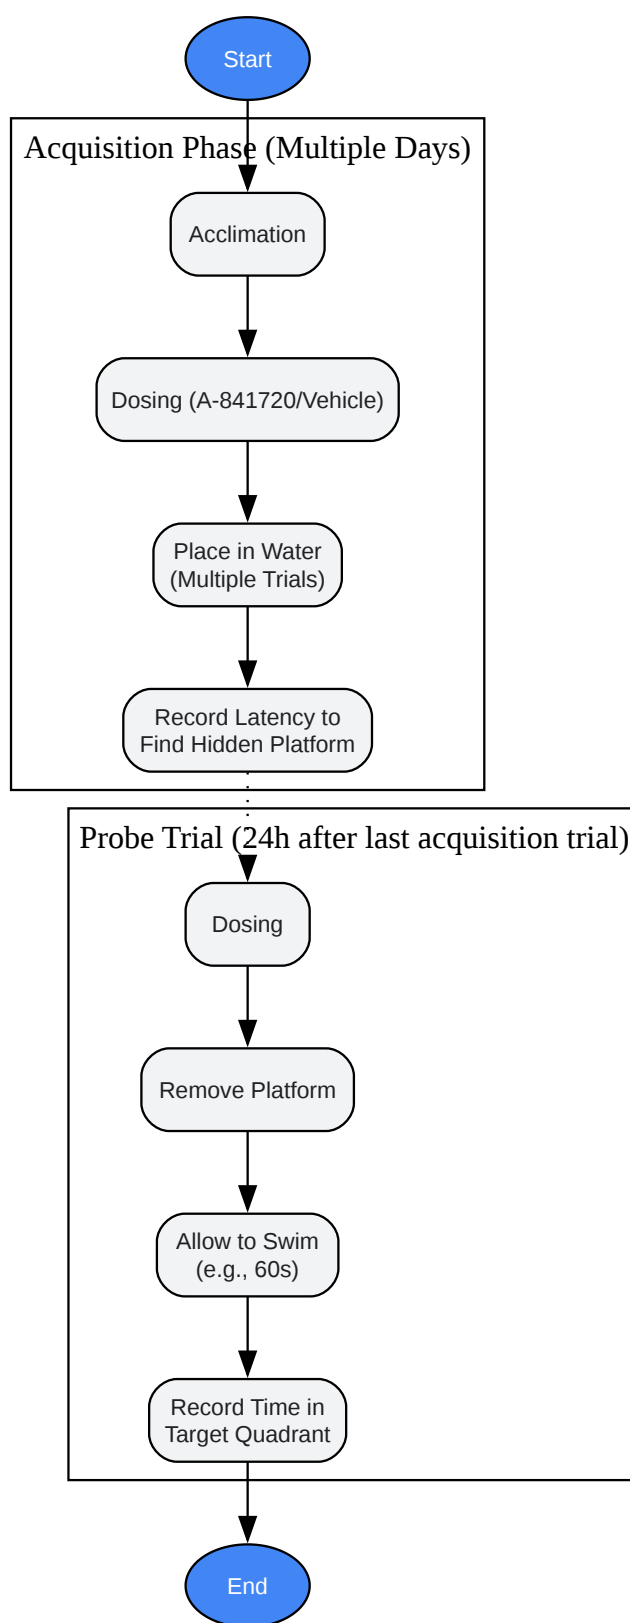 Start
Acquisition Phase (Multiple Days)
Acclimation
Dosing (A-841720/Vehicle)
Place in Water
(Multiple Trials)
Record Latency to
Find Hidden Platform
Probe Trial (24h after last acquisition trial)
Dosing
Remove Platform
Allow to Swim
(e.g., 60s)
Record Time in
Target Quadrant
End